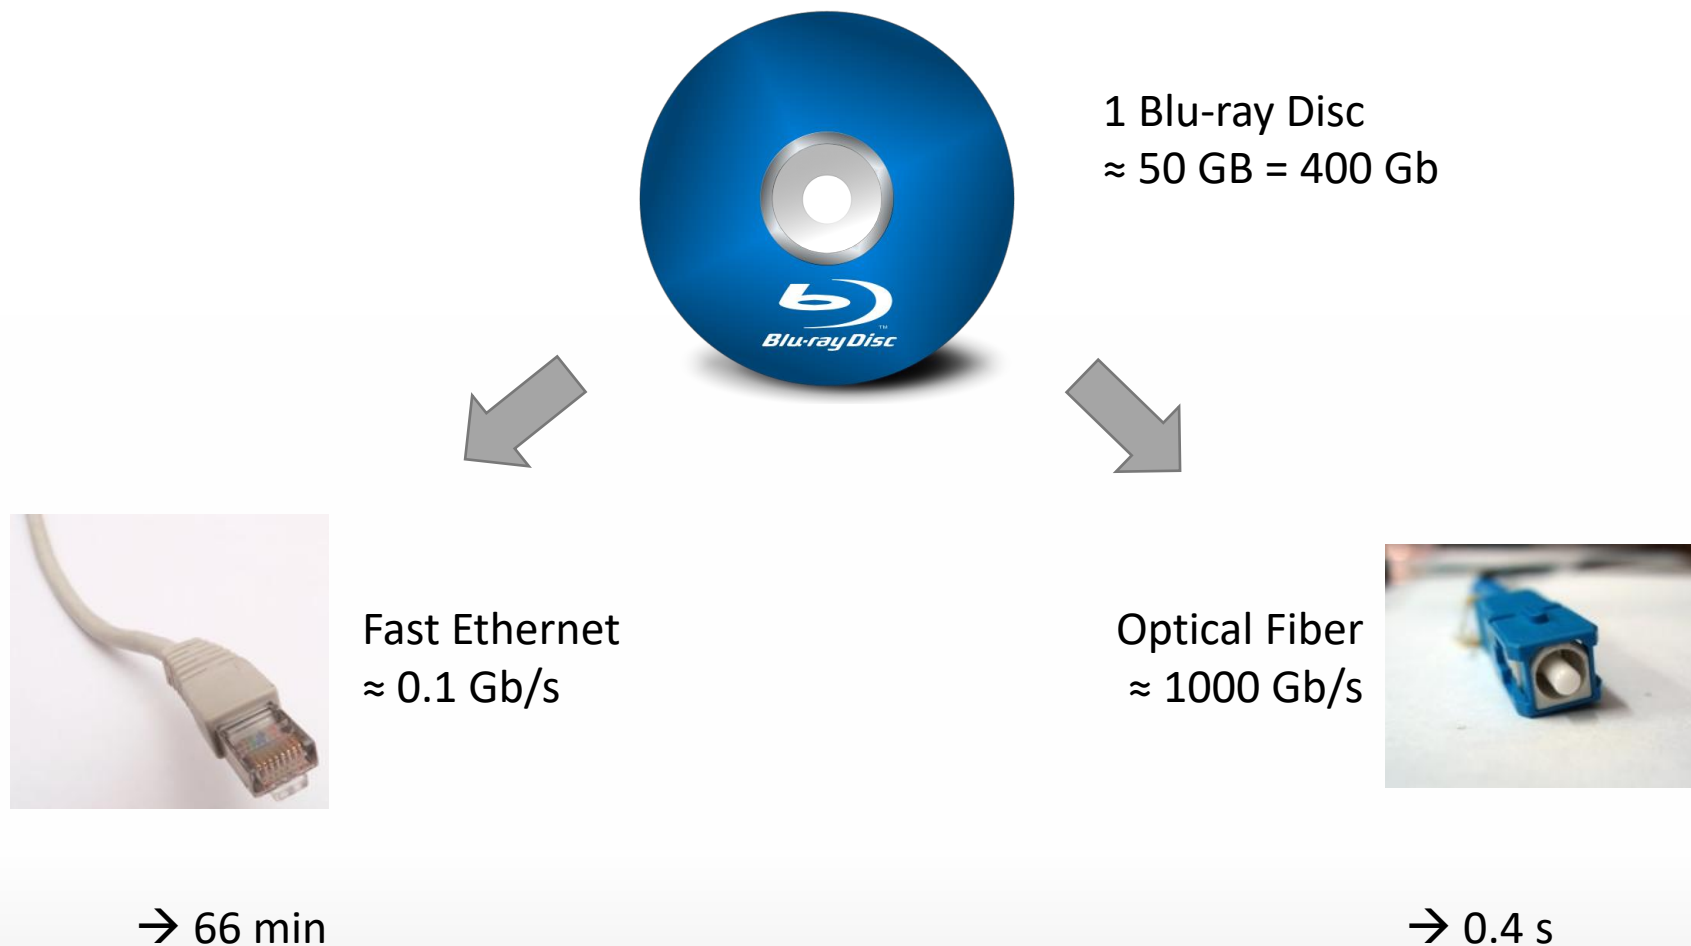 1 Blu-ray Disc
≈ 50 GB = 400 Gb
Blu-ray Disc
TM
Fast Ethernet
≈ 0.1 Gb/s
Optical Fiber
≈ 1000 Gb/s
→ 66 min
→ 0.4 s